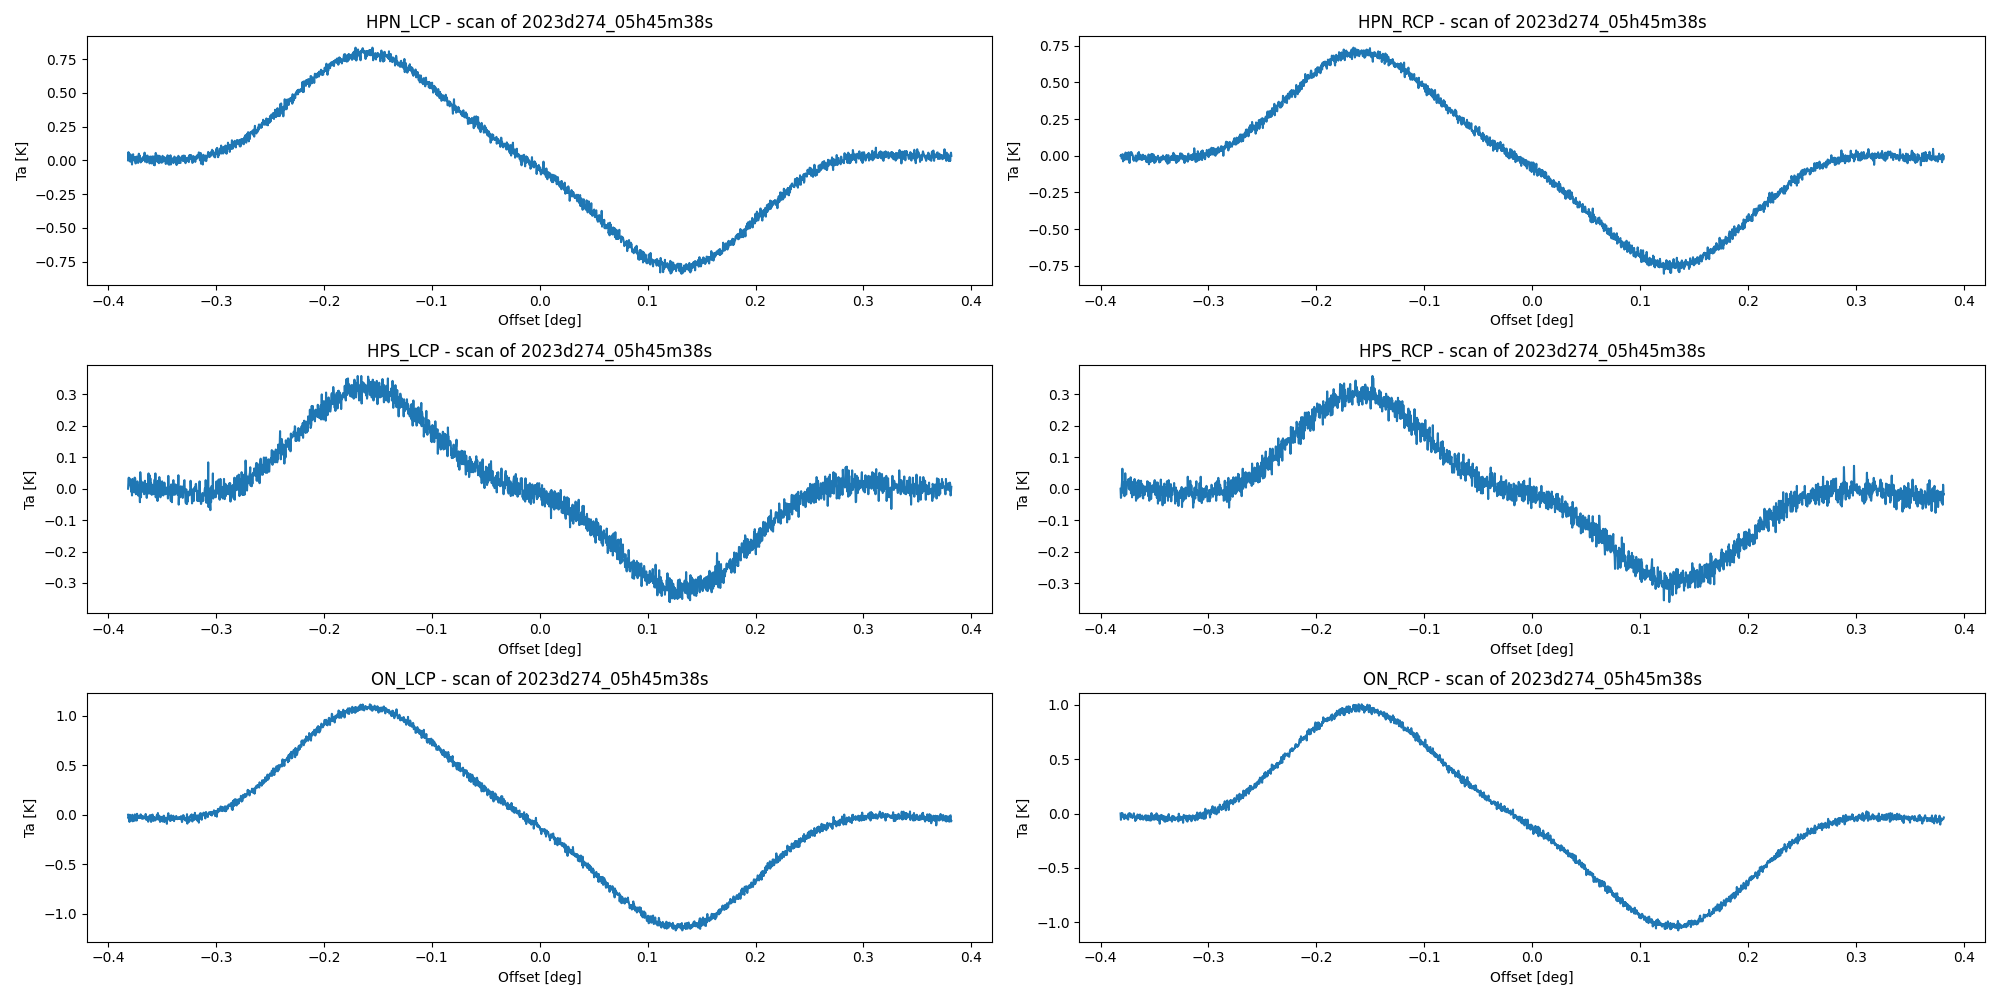 HPN_LCP - scan of 2023d274_05h45m38s
HPN_RCP - scan of 2023d274_05h45m38s
Ta [K]
0.75
0.50
0.25
0.00
−0.25
−0.50
−0.75
−0.4 −0.3 −0.2 −0.1 0.0 0.1 0.2 0.3 0.4
Offset [deg]
Ta [K]
0.75
0.50
0.25
0.00
−0.25
−0.50
−0.75
−0.4 −0.3 −0.2 −0.1 0.0 0.1 0.2 0.3 0.4
Offset [deg]
HPS_LCP - scan of 2023d274_05h45m38s
HPS_RCP - scan of 2023d274_05h45m38s
Ta [K]
0.3
0.2
0.1
0.0
−0.1
−0.2
−0.3
−0.4 −0.3 −0.2 −0.1 0.0 0.1 0.2 0.3 0.4
Offset [deg]
Ta [K]
0.3
0.2
0.1
0.0
−0.1
−0.2
−0.3
−0.4 −0.3 −0.2 −0.1 0.0 0.1 0.2 0.3 0.4
Offset [deg]
ON_LCP - scan of 2023d274_05h45m38s
ON_RCP - scan of 2023d274_05h45m38s
Ta [K]
1.0
0.5
0.0
−0.5
−1.0
−0.4 −0.3 −0.2 −0.1 0.0 0.1 0.2 0.3 0.4
Offset [deg]
Ta [K]
1.0
0.5
0.0
−0.5
−1.0
−0.4 −0.3 −0.2 −0.1 0.0 0.1 0.2 0.3 0.4
Offset [deg]